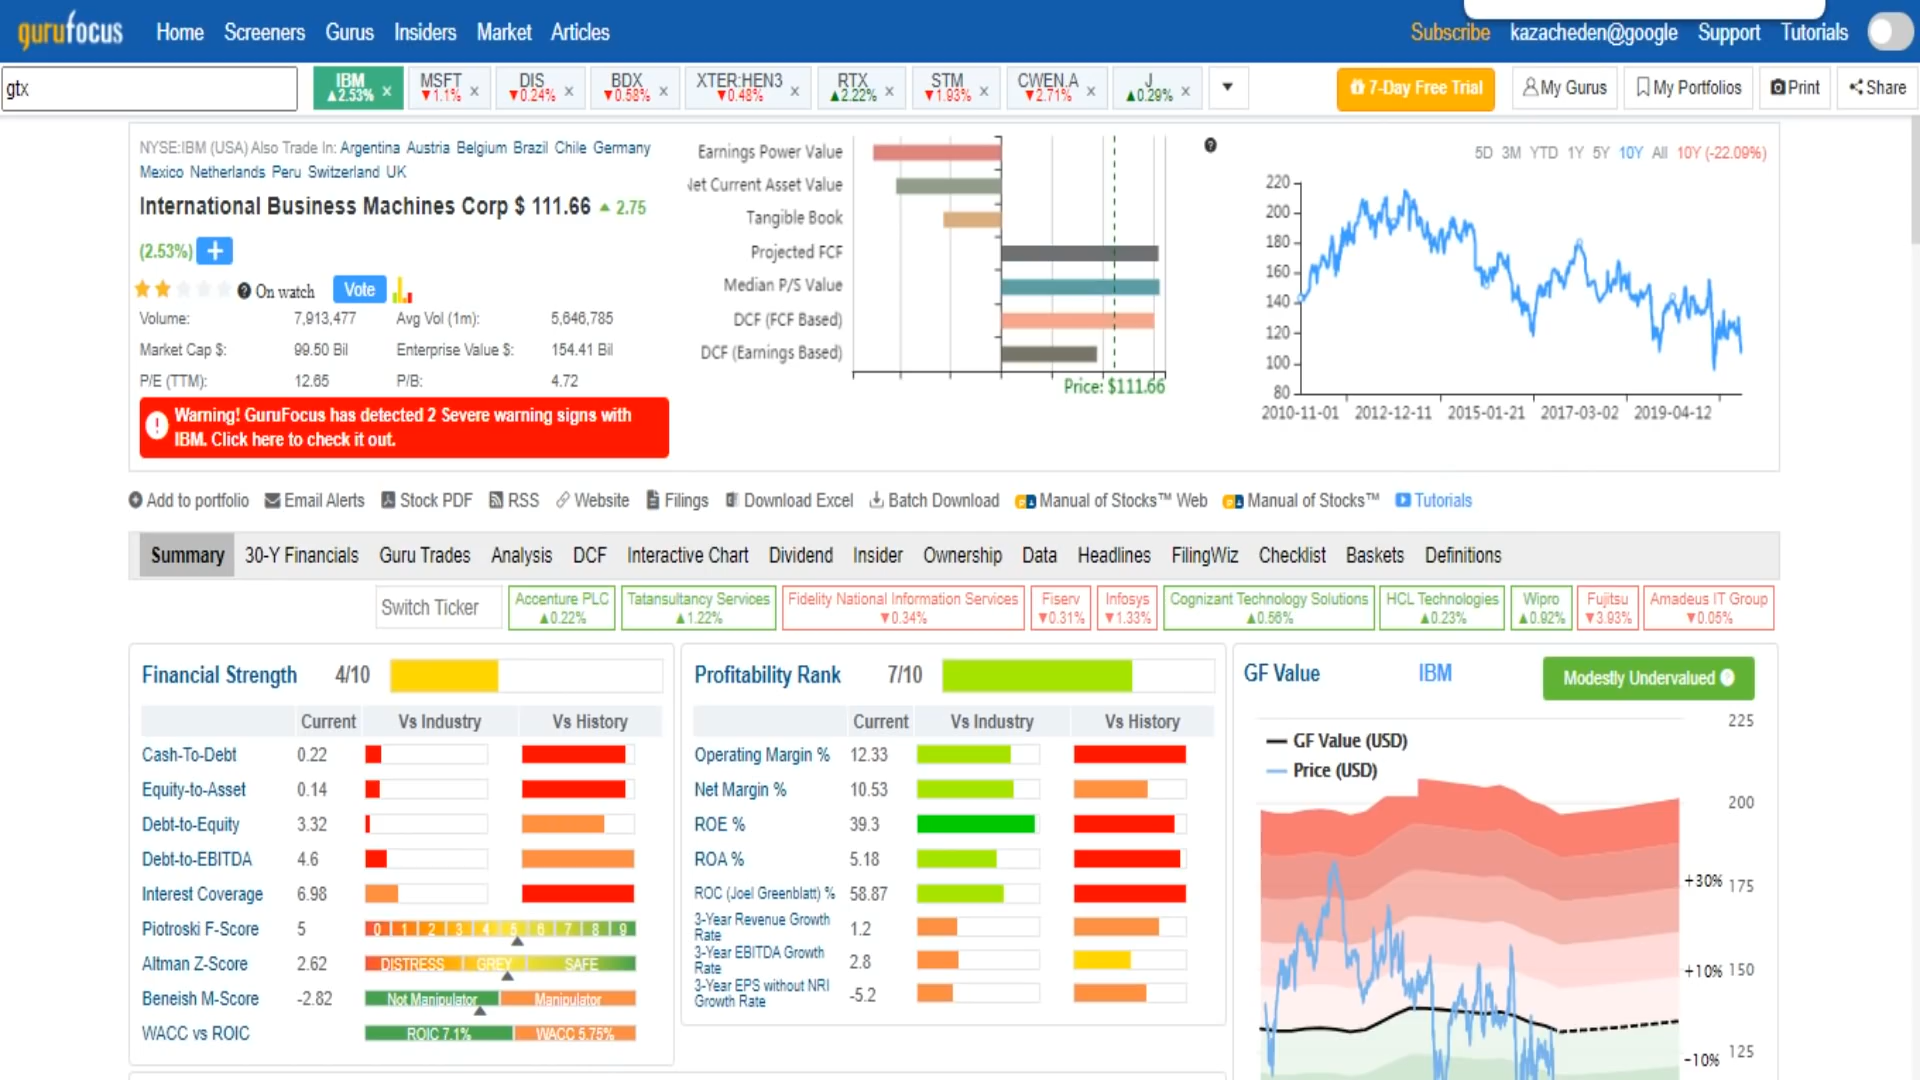 gurufocus Home Screeners Gurus Insiders Market Articles Subscribe kazacheden@google Support Tutorials
gtx IBM ▲2.53% × MSFT ▼1.1% × DIS ▼0.24% × BDX ▼0.58% × XTER:HEN3 ▼0.48% × RTX ▲2.22% × STM ▼1.93% × CWEN.A ▼2.71% × J ▲0.29% × 7-Day Free Trial My Gurus My Portfolios Print Share
NYSE:IBM (USA) Also Trade In: Argentina Austria Belgium Brazil Chile Germany
Mexico Netherlands Peru Switzerland UK
International Business Machines Corp $ 111.66 ▲ 2.75
(2.53%) +
On watch Vote
Volume: 7,913,477 Avg Vol (1m): 5,646,785
Market Cap $: 99.50 Bil Enterprise Value $: 154.41 Bil
P/E (TTM): 12.65 P/B: 4.72
Warning! GuruFocus has detected 2 Severe warning signs with
IBM. Click here to check it out.
Earnings Power Value
Net Current Asset Value
Tangible Book
Projected FCF
Median P/S Value
DCF (FCF Based)
DCF (Earnings Based)
Price: $111.66
5D 3M YTD 1Y 5Y 10Y All 10Y (-22.09%)
220
200
180
160
140
120
100
80
2010-11-01 2012-12-11 2015-01-21 2017-03-02 2019-04-12
Add to portfolio Email Alerts Stock PDF RSS Website Filings Download Excel Batch Download Manual of Stocks™ Web Manual of Stocks™ Tutorials
Summary 30-Y Financials Guru Trades Analysis DCF Interactive Chart Dividend Insider Ownership Data Headlines FilingWiz Checklist Baskets Definitions
Switch Ticker
Accenture PLC ▲0.22%
Tatansultancy Services ▲1.22%
Fidelity National Information Services ▼0.34%
Fiserv ▼0.31%
Infosys ▼1.33%
Cognizant Technology Solutions ▲0.56%
HCL Technologies ▲0.23%
Wipro ▲0.92%
Fujitsu ▼3.93%
Amadeus IT Group ▼0.05%
Financial Strength 4/10
Current Vs Industry Vs History
Cash-To-Debt 0.22
Equity-to-Asset 0.14
Debt-to-Equity 3.32
Debt-to-EBITDA 4.6
Interest Coverage 6.98
Piotroski F-Score 5 0 1 2 3 4 5 6 7 8 9
Altman Z-Score 2.62 DISTRESS GREY SAFE
Beneish M-Score -2.82 Not Manipulator Manipulator
WACC vs ROIC ROIC 7.1% WACC 5.75%
Profitability Rank 7/10
Current Vs Industry Vs History
Operating Margin % 12.33
Net Margin % 10.53
ROE % 39.3
ROA % 5.18
ROC (Joel Greenblatt) % 58.87
3-Year Revenue Growth
Rate 1.2
3-Year EBITDA Growth
Rate 2.8
3-Year EPS without NRI
Growth Rate -5.2
GF Value IBM Modestly Undervalued
GF Value (USD)
Price (USD)
225
200
+30% 175
+10% 150
-10% 125